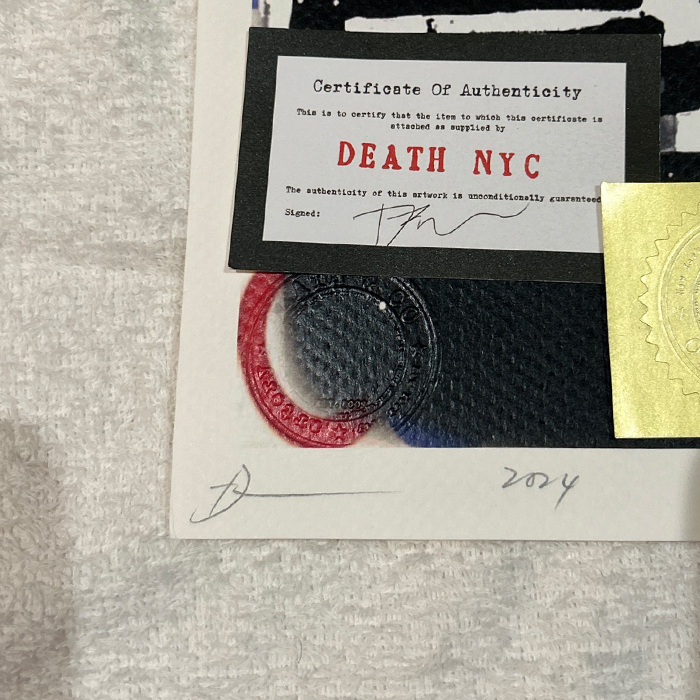 Certificate Of Authenticity
This is to certify that the item to which this certificate is
attached as supplied by
DEATH NYC
The authenticity of this artwork is unconditionally guaranteed
Signed:
2024